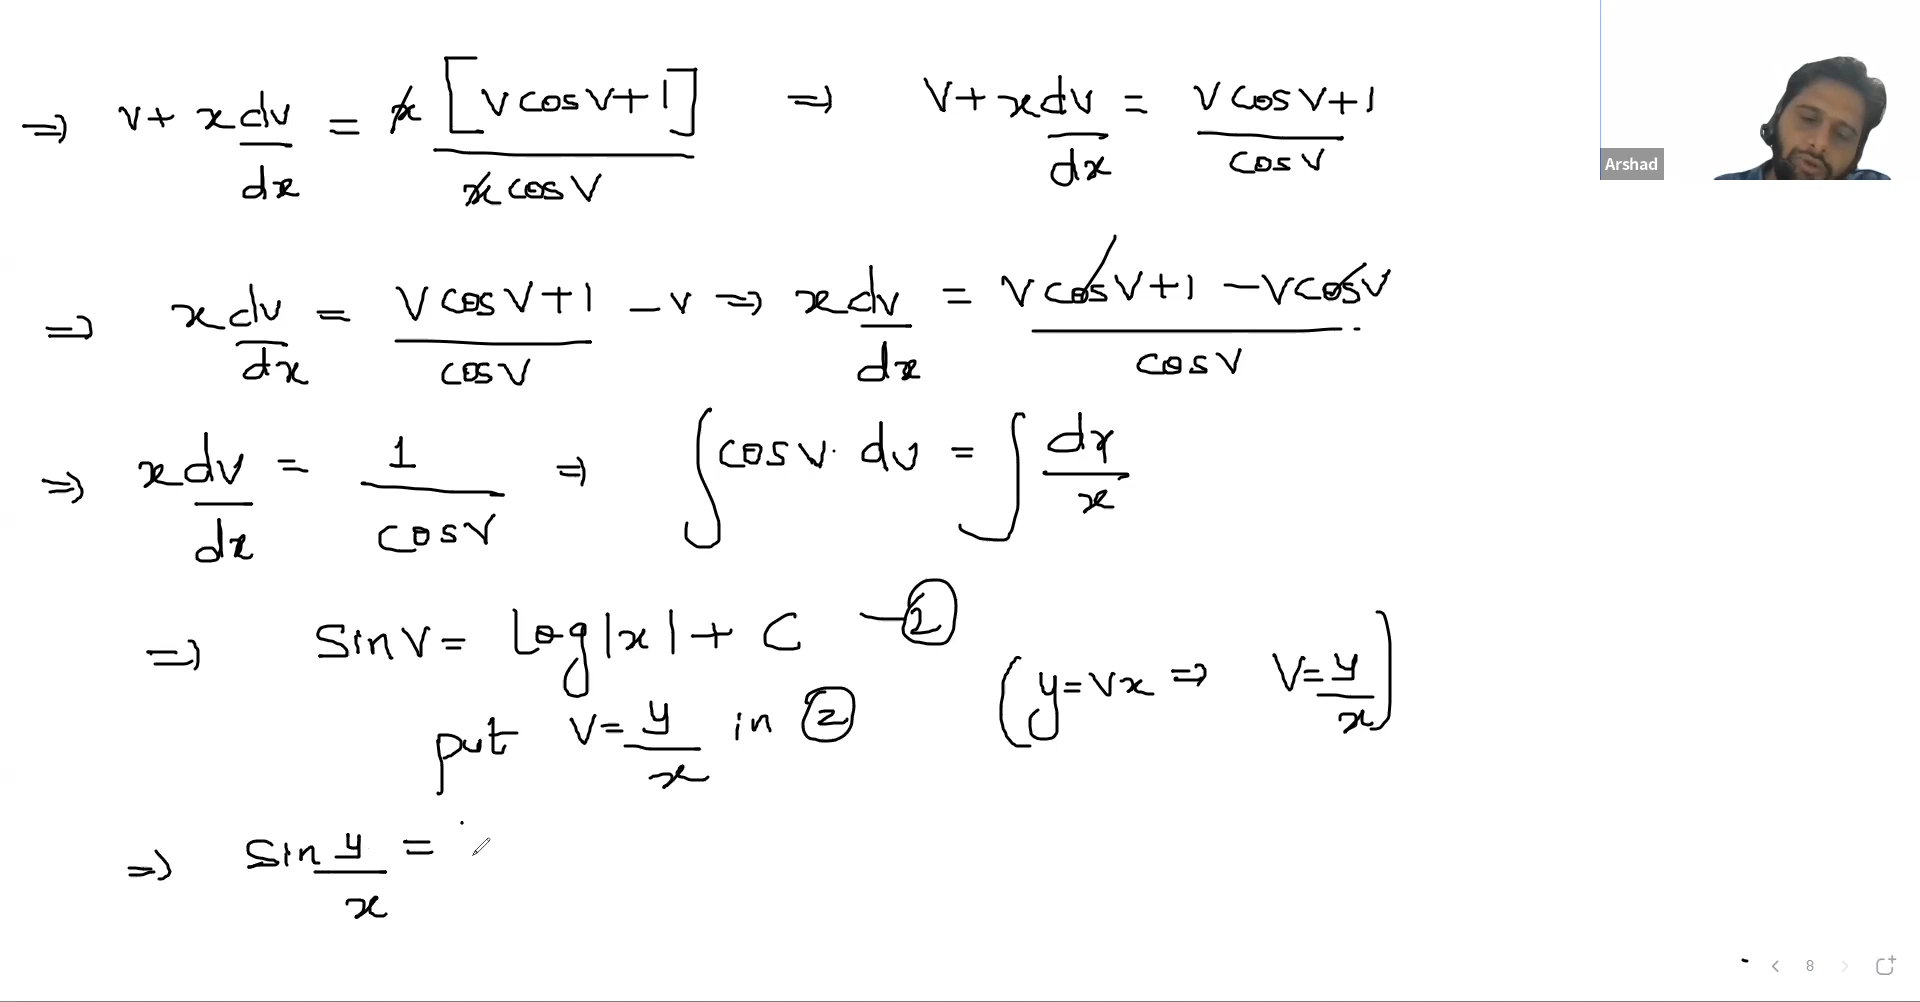 ⇒ v + x dv/dx = x [v cos v + 1] / x cos v ⇒ v + x dv/dx = v cos v + 1 / cos v
Arshad
⇒ x dv/dx = v cos v + 1 / cos v - v ⇒ x dv/dx = v cos v + 1 - v cos v / cos v
⇒ x dv/dx = 1 / cos v ⇒ ∫ cos v. dv = ∫ dx / x
⇒ Sin v = log |x| + C — ②
put v = y/x in ② (y = vx ⇒ v = y/x)
⇒ Sin y/x =
8